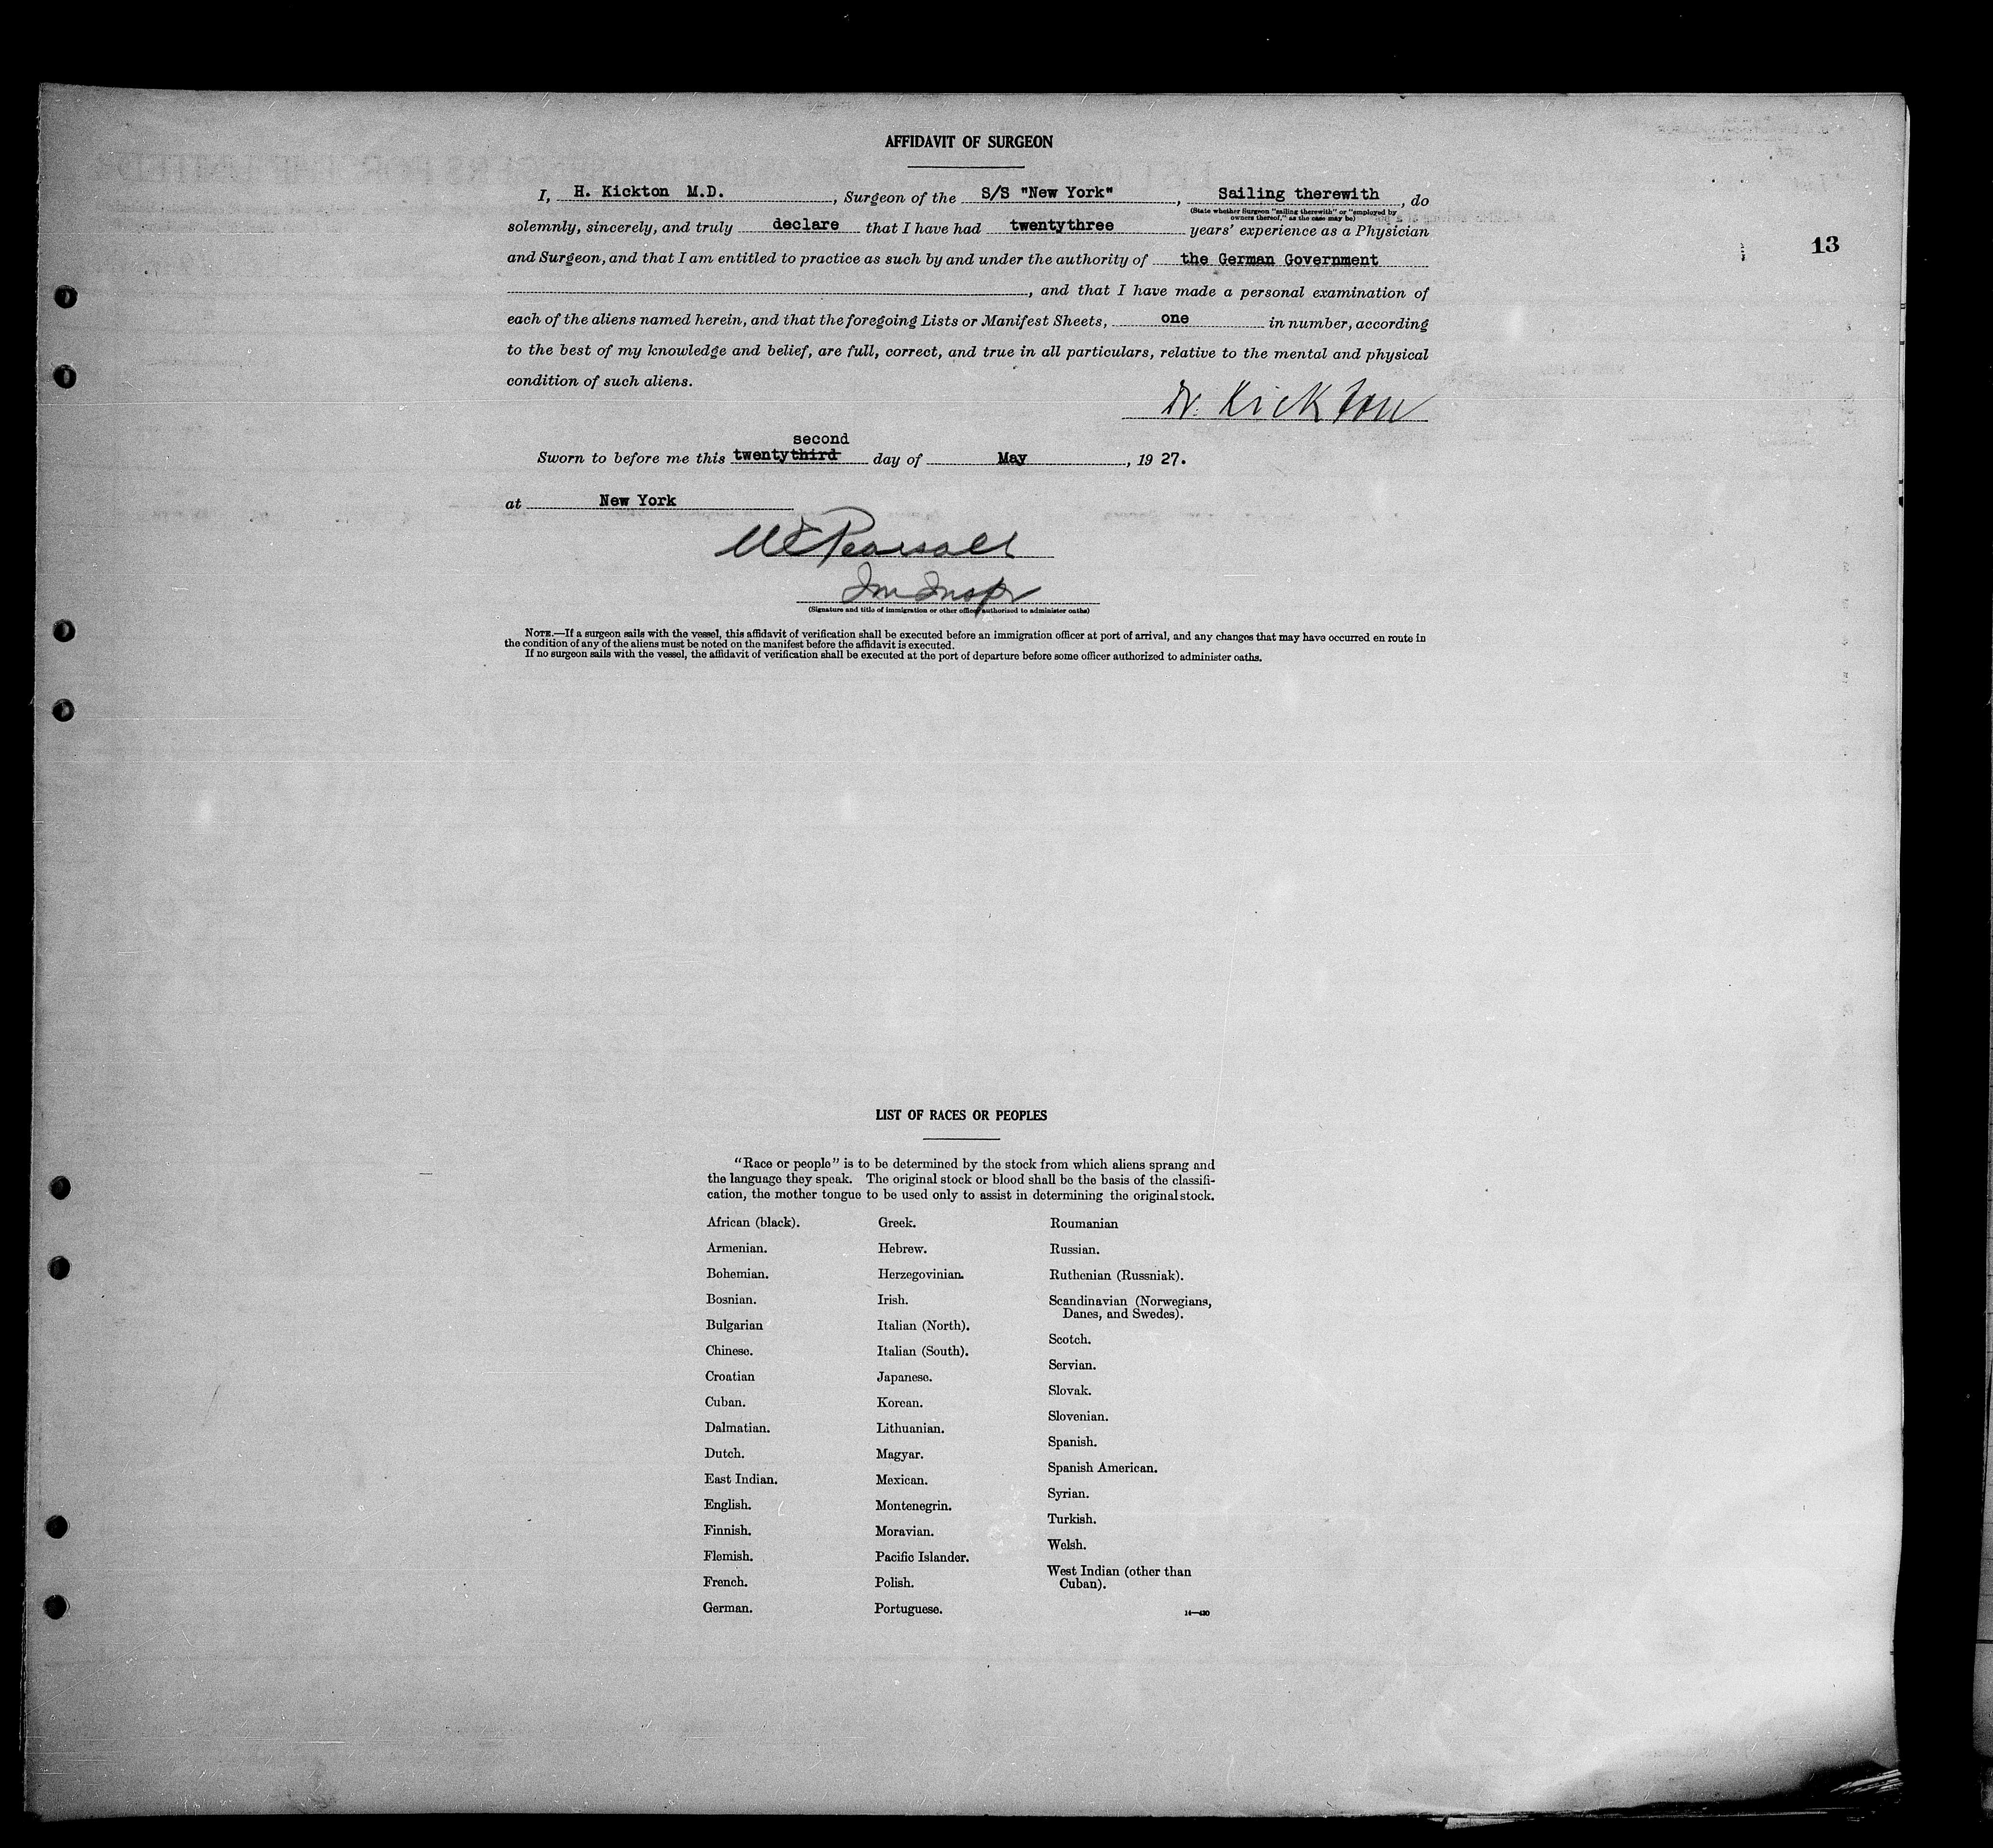 AFFIDAVIT OF SURGEON
I, H. Kickton M.D., Surgeon of the S/S "New York", Sailing therewith, do
(State whether Surgeon "sailing therewith" or "employed by
owners thereof," as the case may be)
solemnly, sincerely, and truly declare that I have had twentythree years' experience as a Physician
13
and Surgeon, and that I am entitled to practice as such by and under the authority of the German Government
, and that I have made a personal examination of
each of the aliens named herein, and that the foregoing Lists or Manifest Sheets, one in number, according
to the best of my knowledge and belief, are full, correct, and true in all particulars, relative to the mental and physical
condition of such aliens.
Dr. Kickton
second
Sworn to before me this twentythird day of May, 1927.
at New York
Pearsall
Im Inspr
(Signature and title of immigration or other officer authorized to administer oaths)
NOTE.—If a surgeon sails with the vessel, this affidavit of verification shall be executed before an immigration officer at port of arrival, and any changes that may have occurred en route in
the condition of any of the aliens must be noted on the manifest before the affidavit is executed.
If no surgeon sails with the vessel, the affidavit of verification shall be executed at the port of departure before some officer authorized to administer oaths.
LIST OF RACES OR PEOPLES
"Race or people" is to be determined by the stock from which aliens sprang and
the language they speak. The original stock or blood shall be the basis of the classifi-
cation, the mother tongue to be used only to assist in determining the original stock.
African (black).
Armenian.
Bohemian.
Bosnian.
Bulgarian
Chinese.
Croatian
Cuban.
Dalmatian.
Dutch.
East Indian.
English.
Finnish.
Flemish.
French.
German.
Greek.
Hebrew.
Herzegovinian.
Irish.
Italian (North).
Italian (South).
Japanese.
Korean.
Lithuanian.
Magyar.
Mexican.
Montenegrin.
Moravian.
Pacific Islander.
Polish.
Portuguese.
Roumanian
Russian.
Ruthenian (Russniak).
Scandinavian (Norwegians,
Danes, and Swedes).
Scotch.
Servian.
Slovak.
Slovenian.
Spanish.
Spanish American.
Syrian.
Turkish.
Welsh.
West Indian (other than
Cuban).
14—420